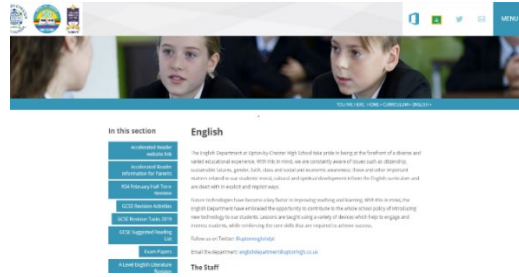 MENU
YOU ARE HERE: HOME > CURRICULUM > ENGLISH >
In this section
English
Accelerated Reader
website link
Accelerated Reader
Information for Parents
February Half Term
Revision
GCSE Revision Activities
GCSE Revision Tasks 2019
GCSE Suggested Reading
List
Exam Papers
A Level English Literature
Revision
The English Department at Upton-by-Chester High School take pride in being at the forefront of a diverse and
varied educational experience. With this in mind, we are constantly aware of issues such as citizenship,
sustainable futures, gender, faith, class and social and economic awareness; these and other important
matters related to our students' moral, cultural and spiritual development inform the English curriculum and
are dealt with in explicit and implicit ways.
Future technologies have become a key factor in improving teaching and learning. With this in mind, the
English Department have embraced the opportunity to contribute to the whole school policy of introducing
new technology to our students. Lessons are taught using a variety of devices which help to engage and
interest students, while reinforcing the core skills that are required to achieve success.
Follow us on Twitter:
Email the department: englishdepartment@uptonhigh.co.uk
The Staff